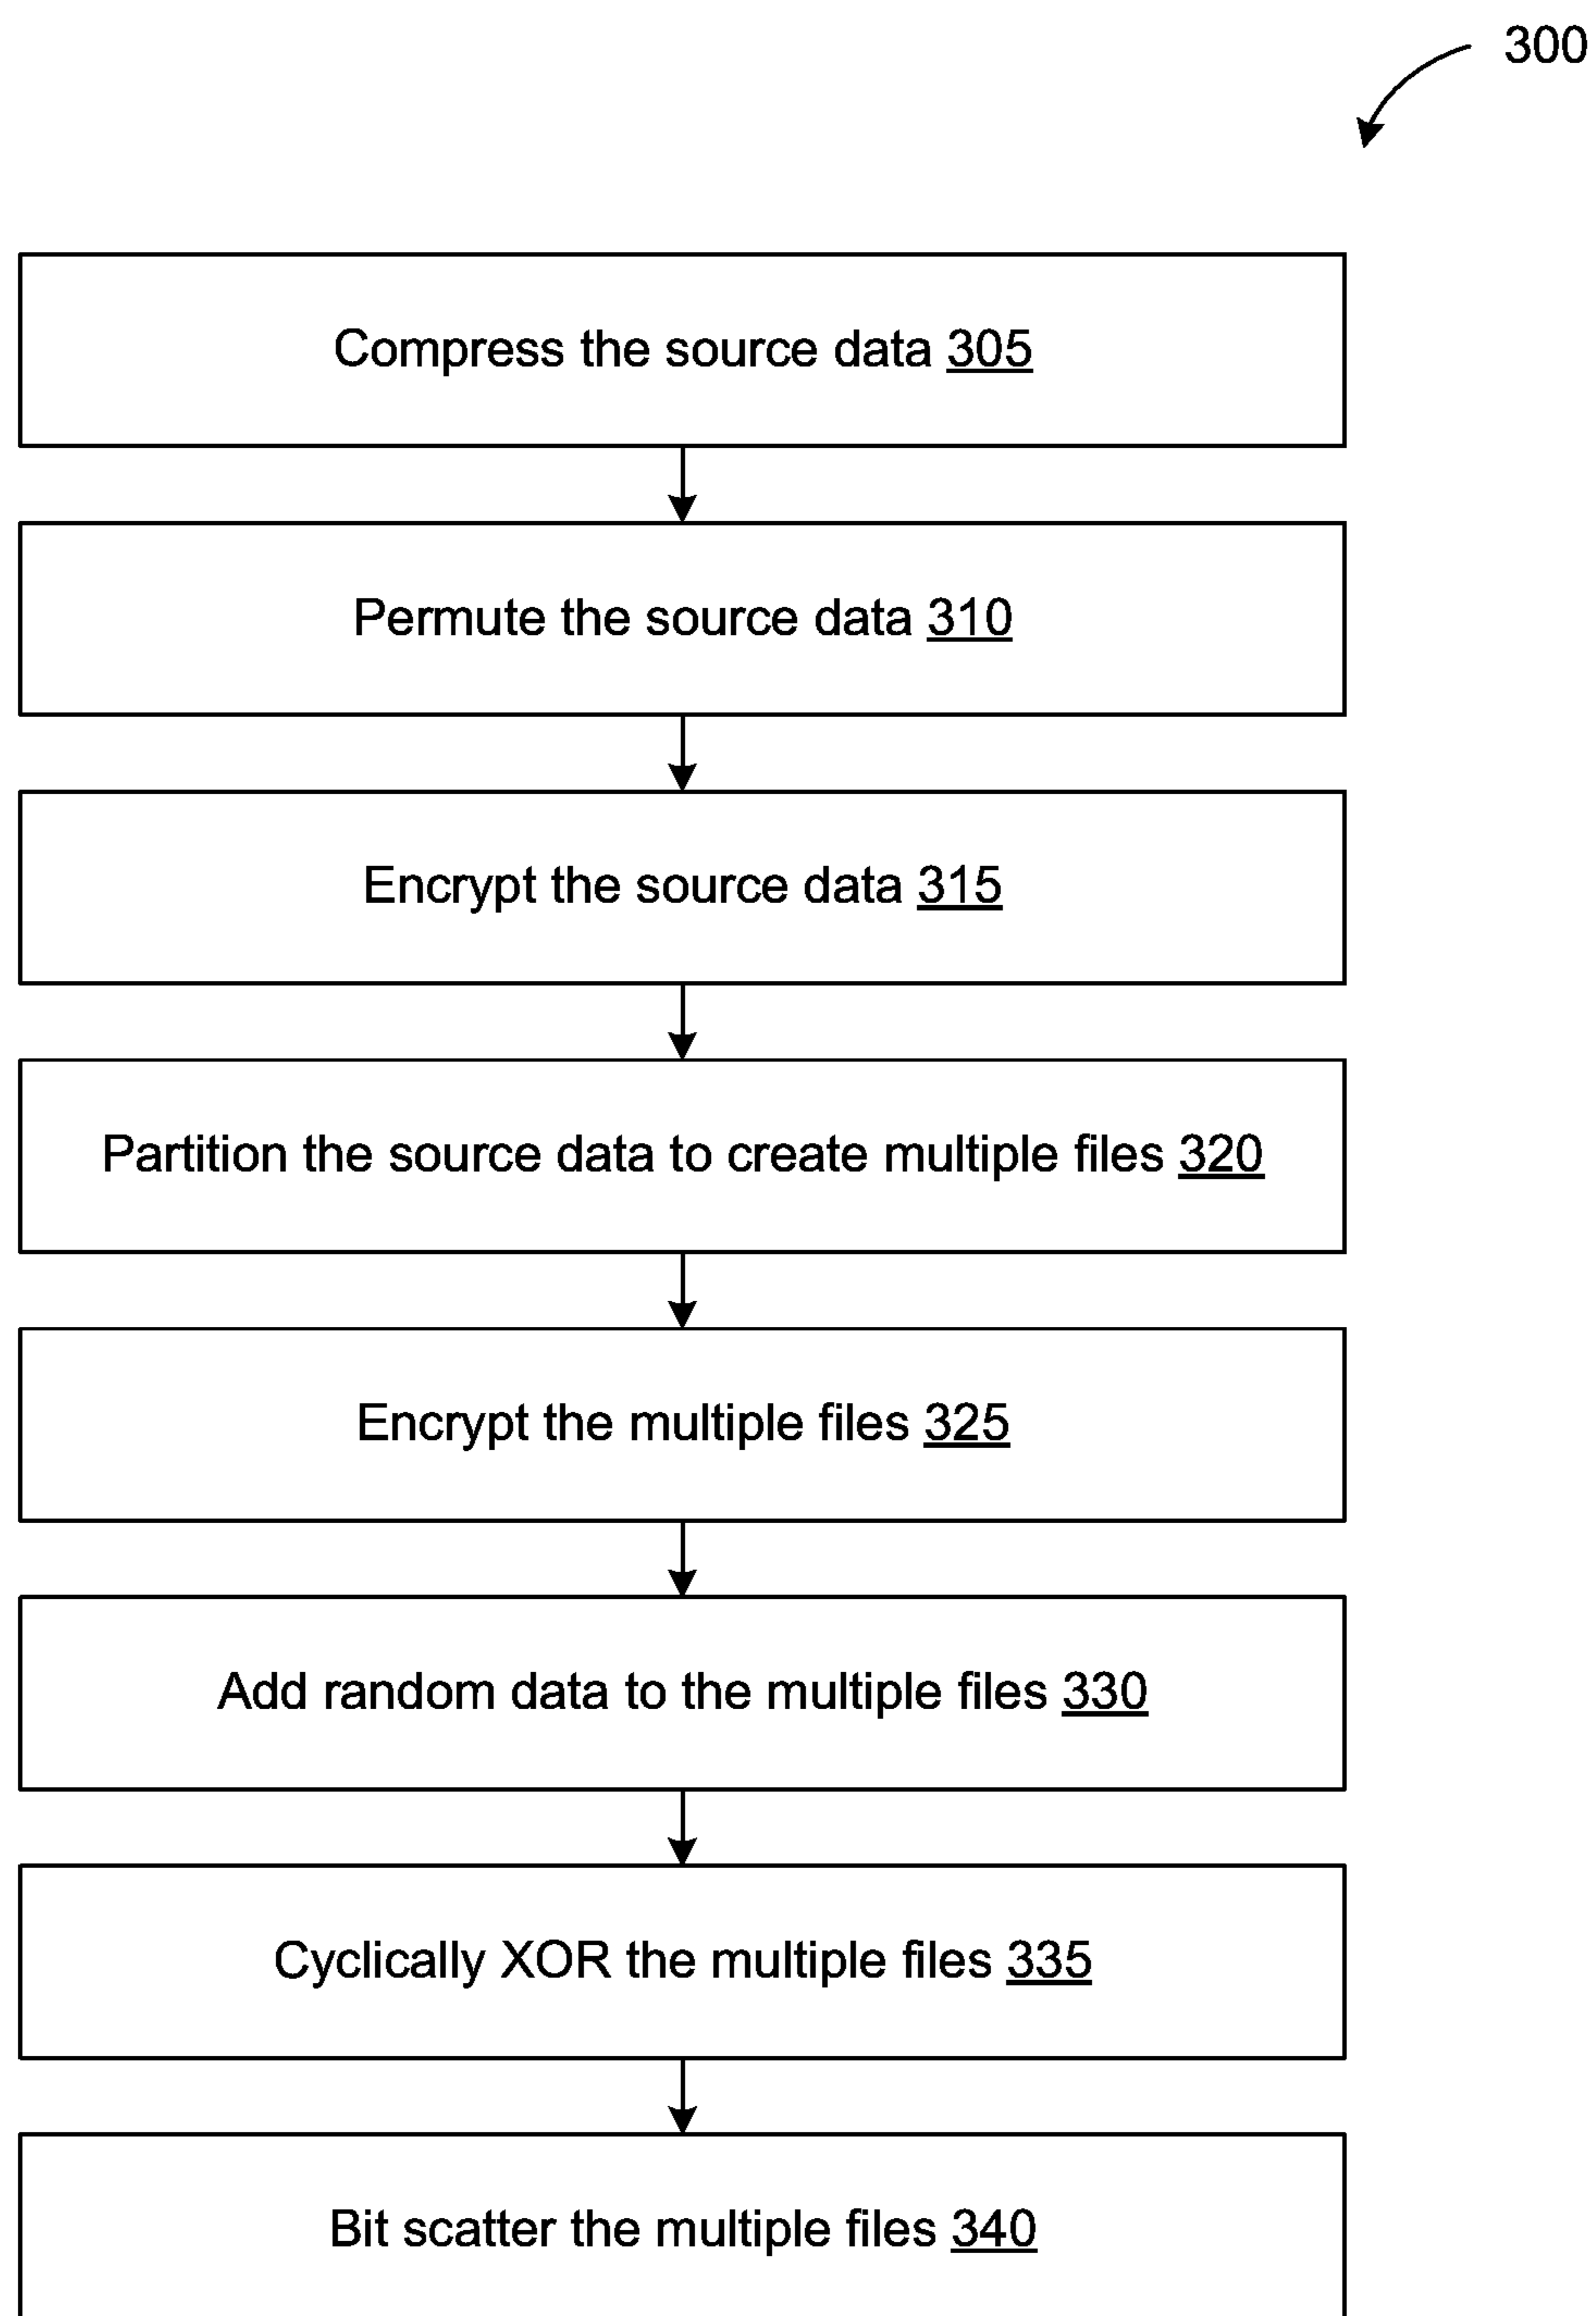 300
Compress the source data 305
Permute the source data 310
Encrypt the source data 315
Partition the source data to create multiple files 320
Encrypt the multiple files 325
Add random data to the multiple files 330
Cyclically XOR the multiple files 335
Bit scatter the multiple files 340